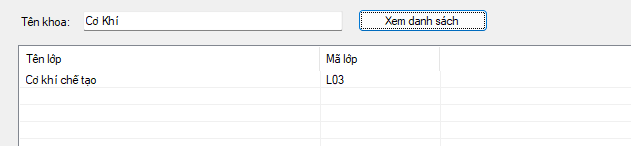 Tên khoa: Cơ Khí Xem danh sách
Tên lớp Mã lớp
Cơ khí chế tạo L03